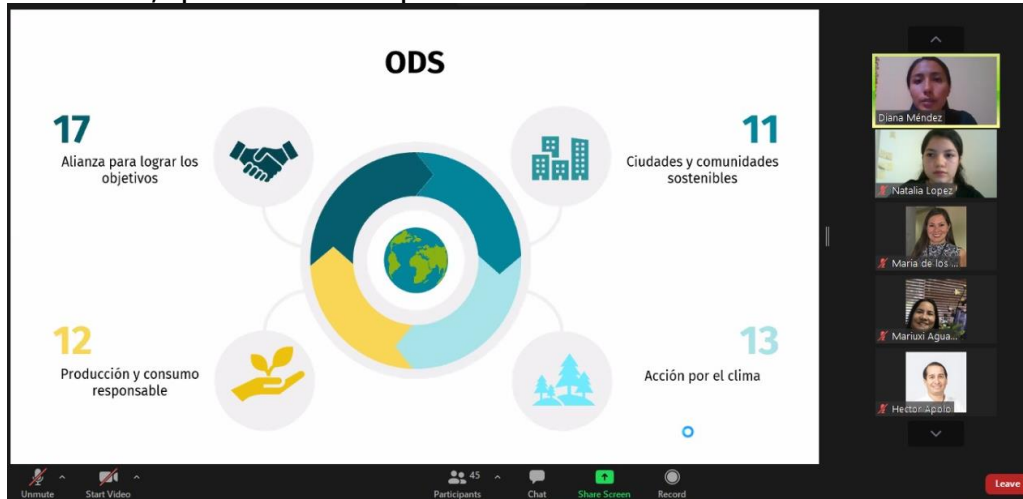 ODS
17
Alianza para lograr los
objetivos
11
Ciudades y comunidades
sostenibles
12
Producción y consumo
responsable
13
Acción por el clima
Diana Méndez
Natalia Lopez
Maria de los ...
Mariuxi Agua...
Hector Apolo
Unmute
Start Video
45
Participants
Chat
Share Screen
Record
Leave